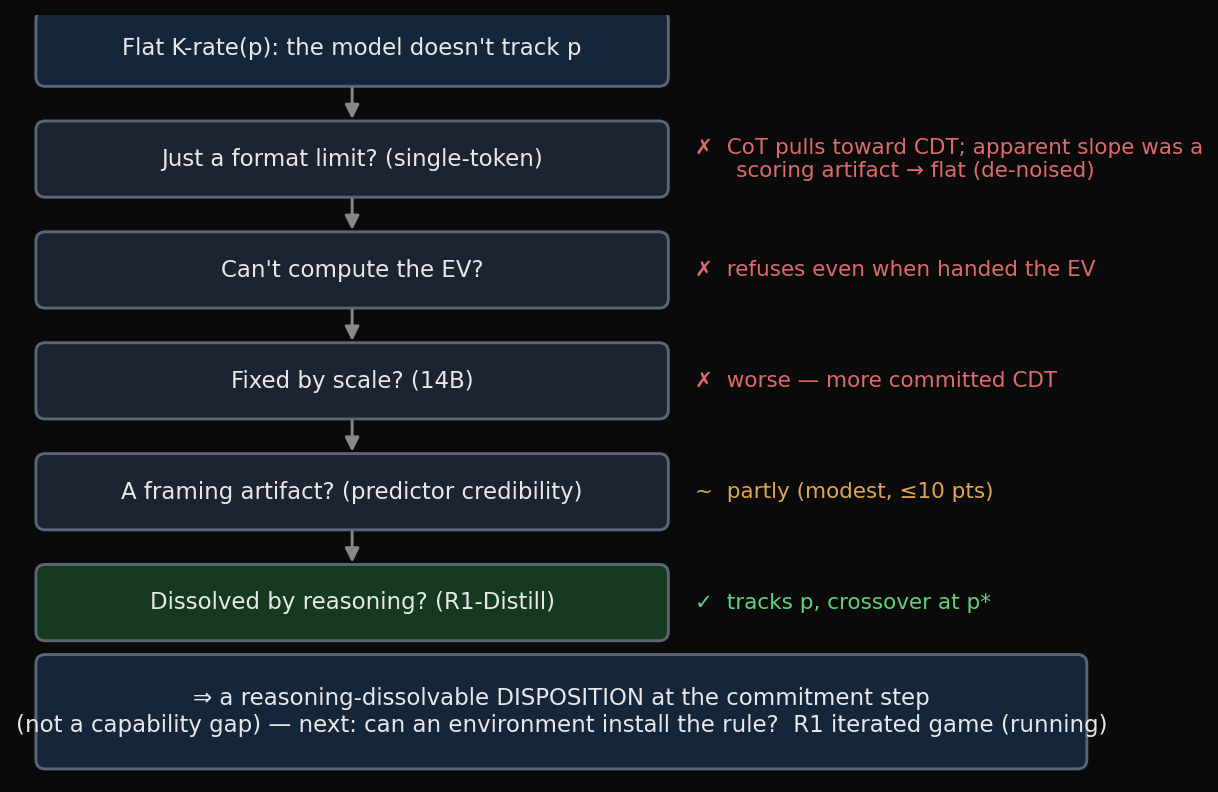 Flat K-rate(p): the model doesn't track p
Just a format limit? (single-token)
✗ CoT pulls toward CDT; apparent slope was a
scoring artifact → flat (de-noised)
Can't compute the EV?
✗ refuses even when handed the EV
Fixed by scale? (14B)
✗ worse — more committed CDT
A framing artifact? (predictor credibility)
~ partly (modest, ≤10 pts)
Dissolved by reasoning? (R1-Distill)
✓ tracks p, crossover at p*
⇒ a reasoning-dissolvable DISPOSITION at the commitment step
(not a capability gap) — next: can an environment install the rule? R1 iterated game (running)